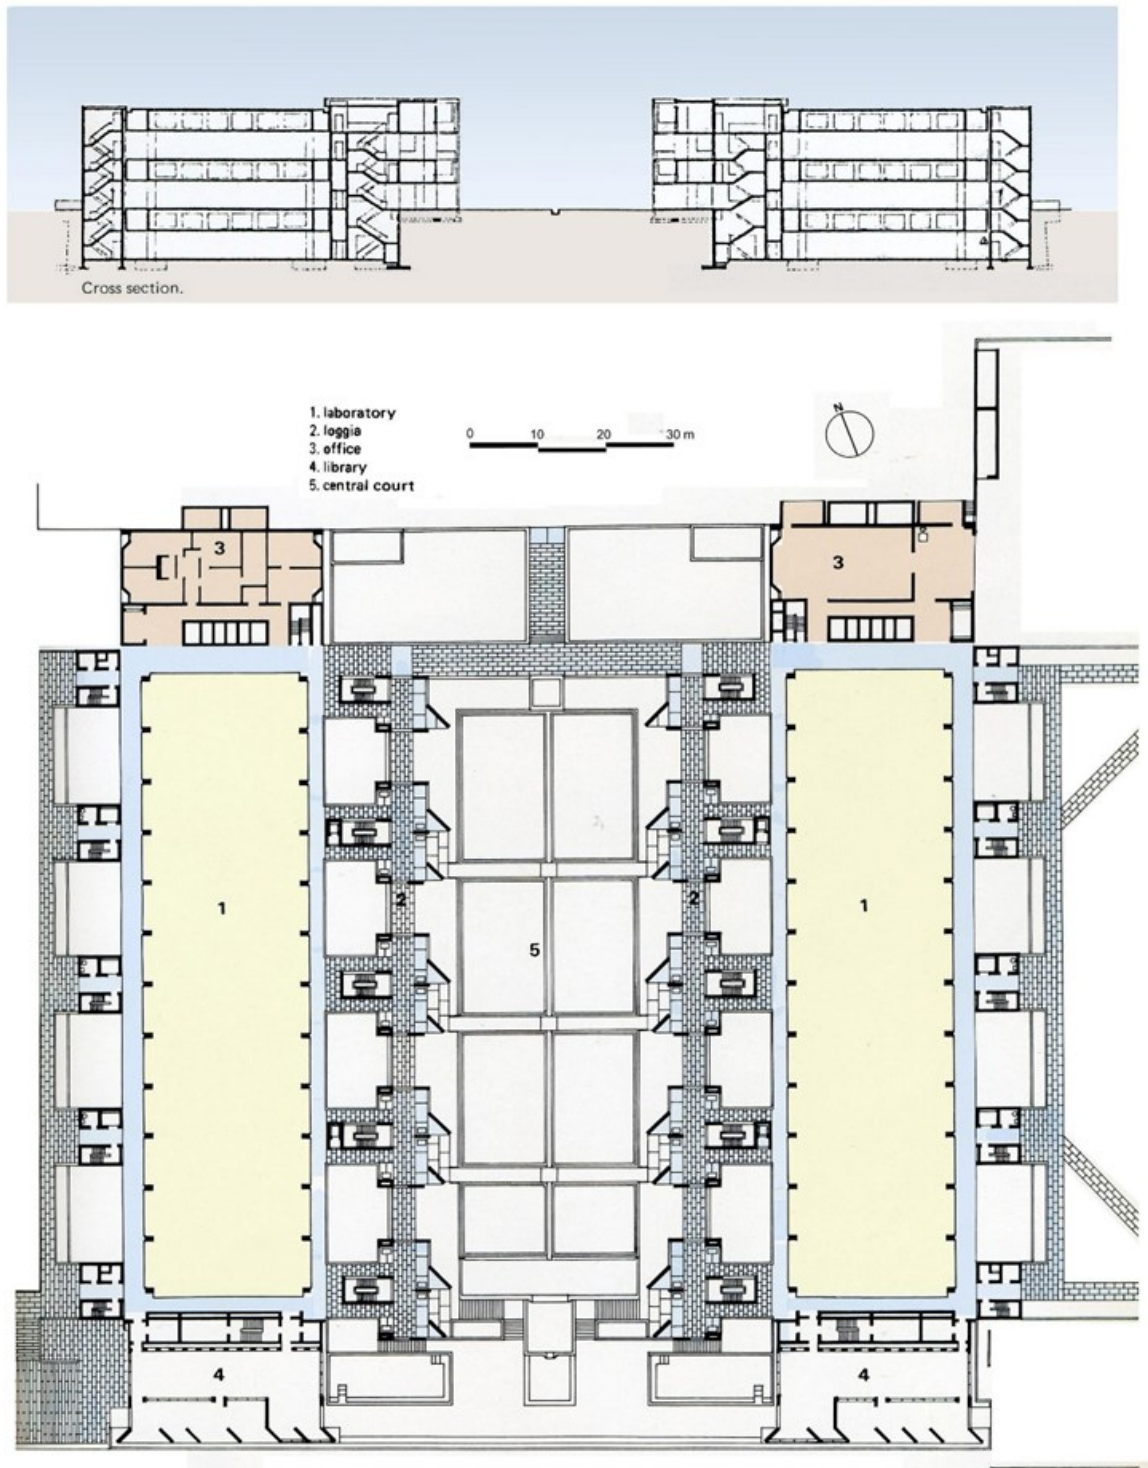 Cross section.
1. laboratory
2. loggia
3. office
4. library
5. central court
0 10 20 30 m
N
3
3
1
2
2
1
5
4
4